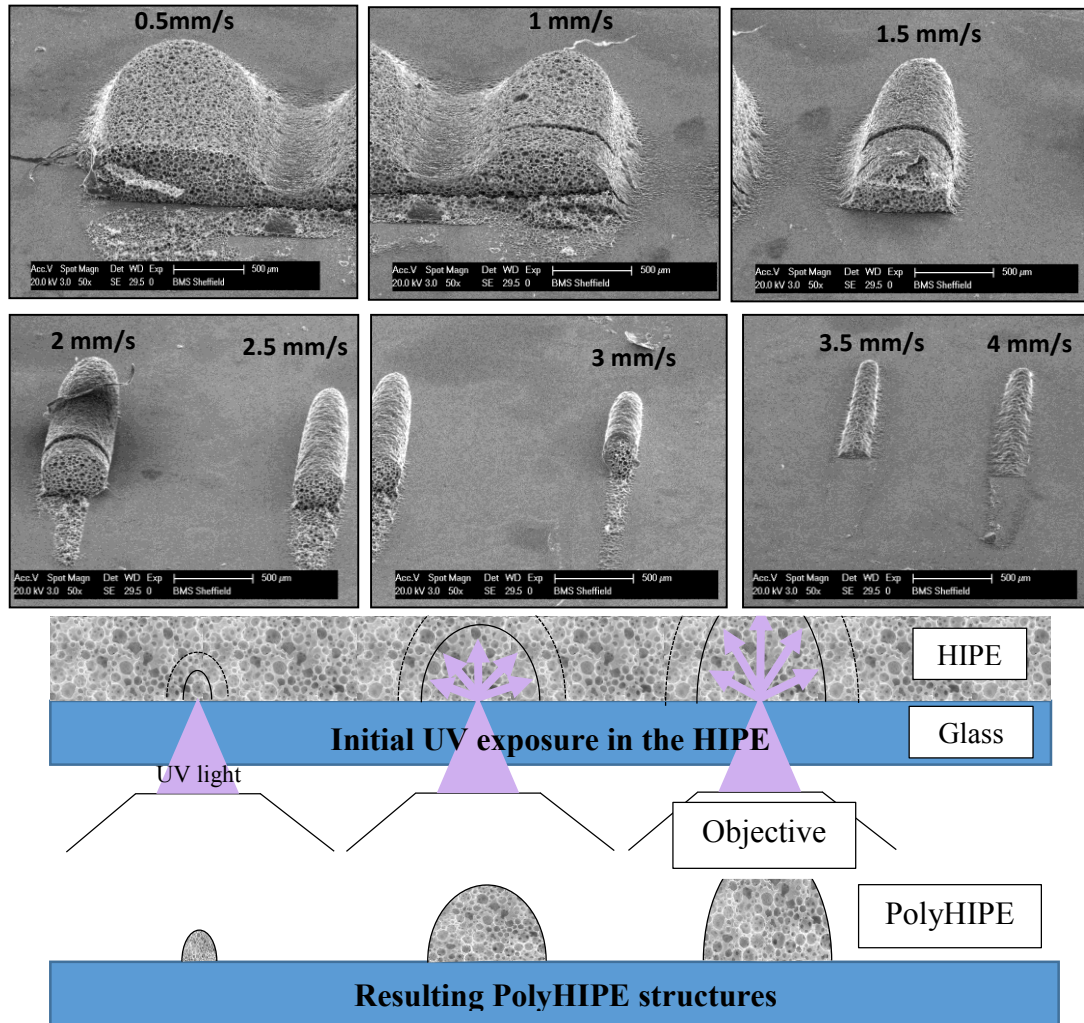 0.5mm/s
1 mm/s
1.5 mm/s
Acc.V Spot Magn Det WD Exp
20.0 kV 3.0 50x SE 29.5 0
500 µm
BMS Sheffield
Acc.V Spot Magn Det WD Exp
20.0 kV 3.0 50x SE 29.5 0
500 µm
BMS Sheffield
Acc.V Spot Magn Det WD Exp
20.0 kV 3.0 50x SE 29.5 0
500 µm
BMS Sheffield
2 mm/s
2.5 mm/s
3 mm/s
3.5 mm/s
4 mm/s
Acc.V Spot Magn Det WD Exp
20.0 kV 3.0 50x SE 29.5 0
500 µm
BMS Sheffield
Acc.V Spot Magn Det WD Exp
20.0 kV 3.0 50x SE 29.5 0
500 µm
BMS Sheffield
Acc.V Spot Magn Det WD Exp
20.0 kV 3.0 50x SE 29.5 0
500 µm
BMS Sheffield
HIPE
Glass
Initial UV exposure in the HIPE
UV light
Objective
PolyHIPE
Resulting PolyHIPE structures